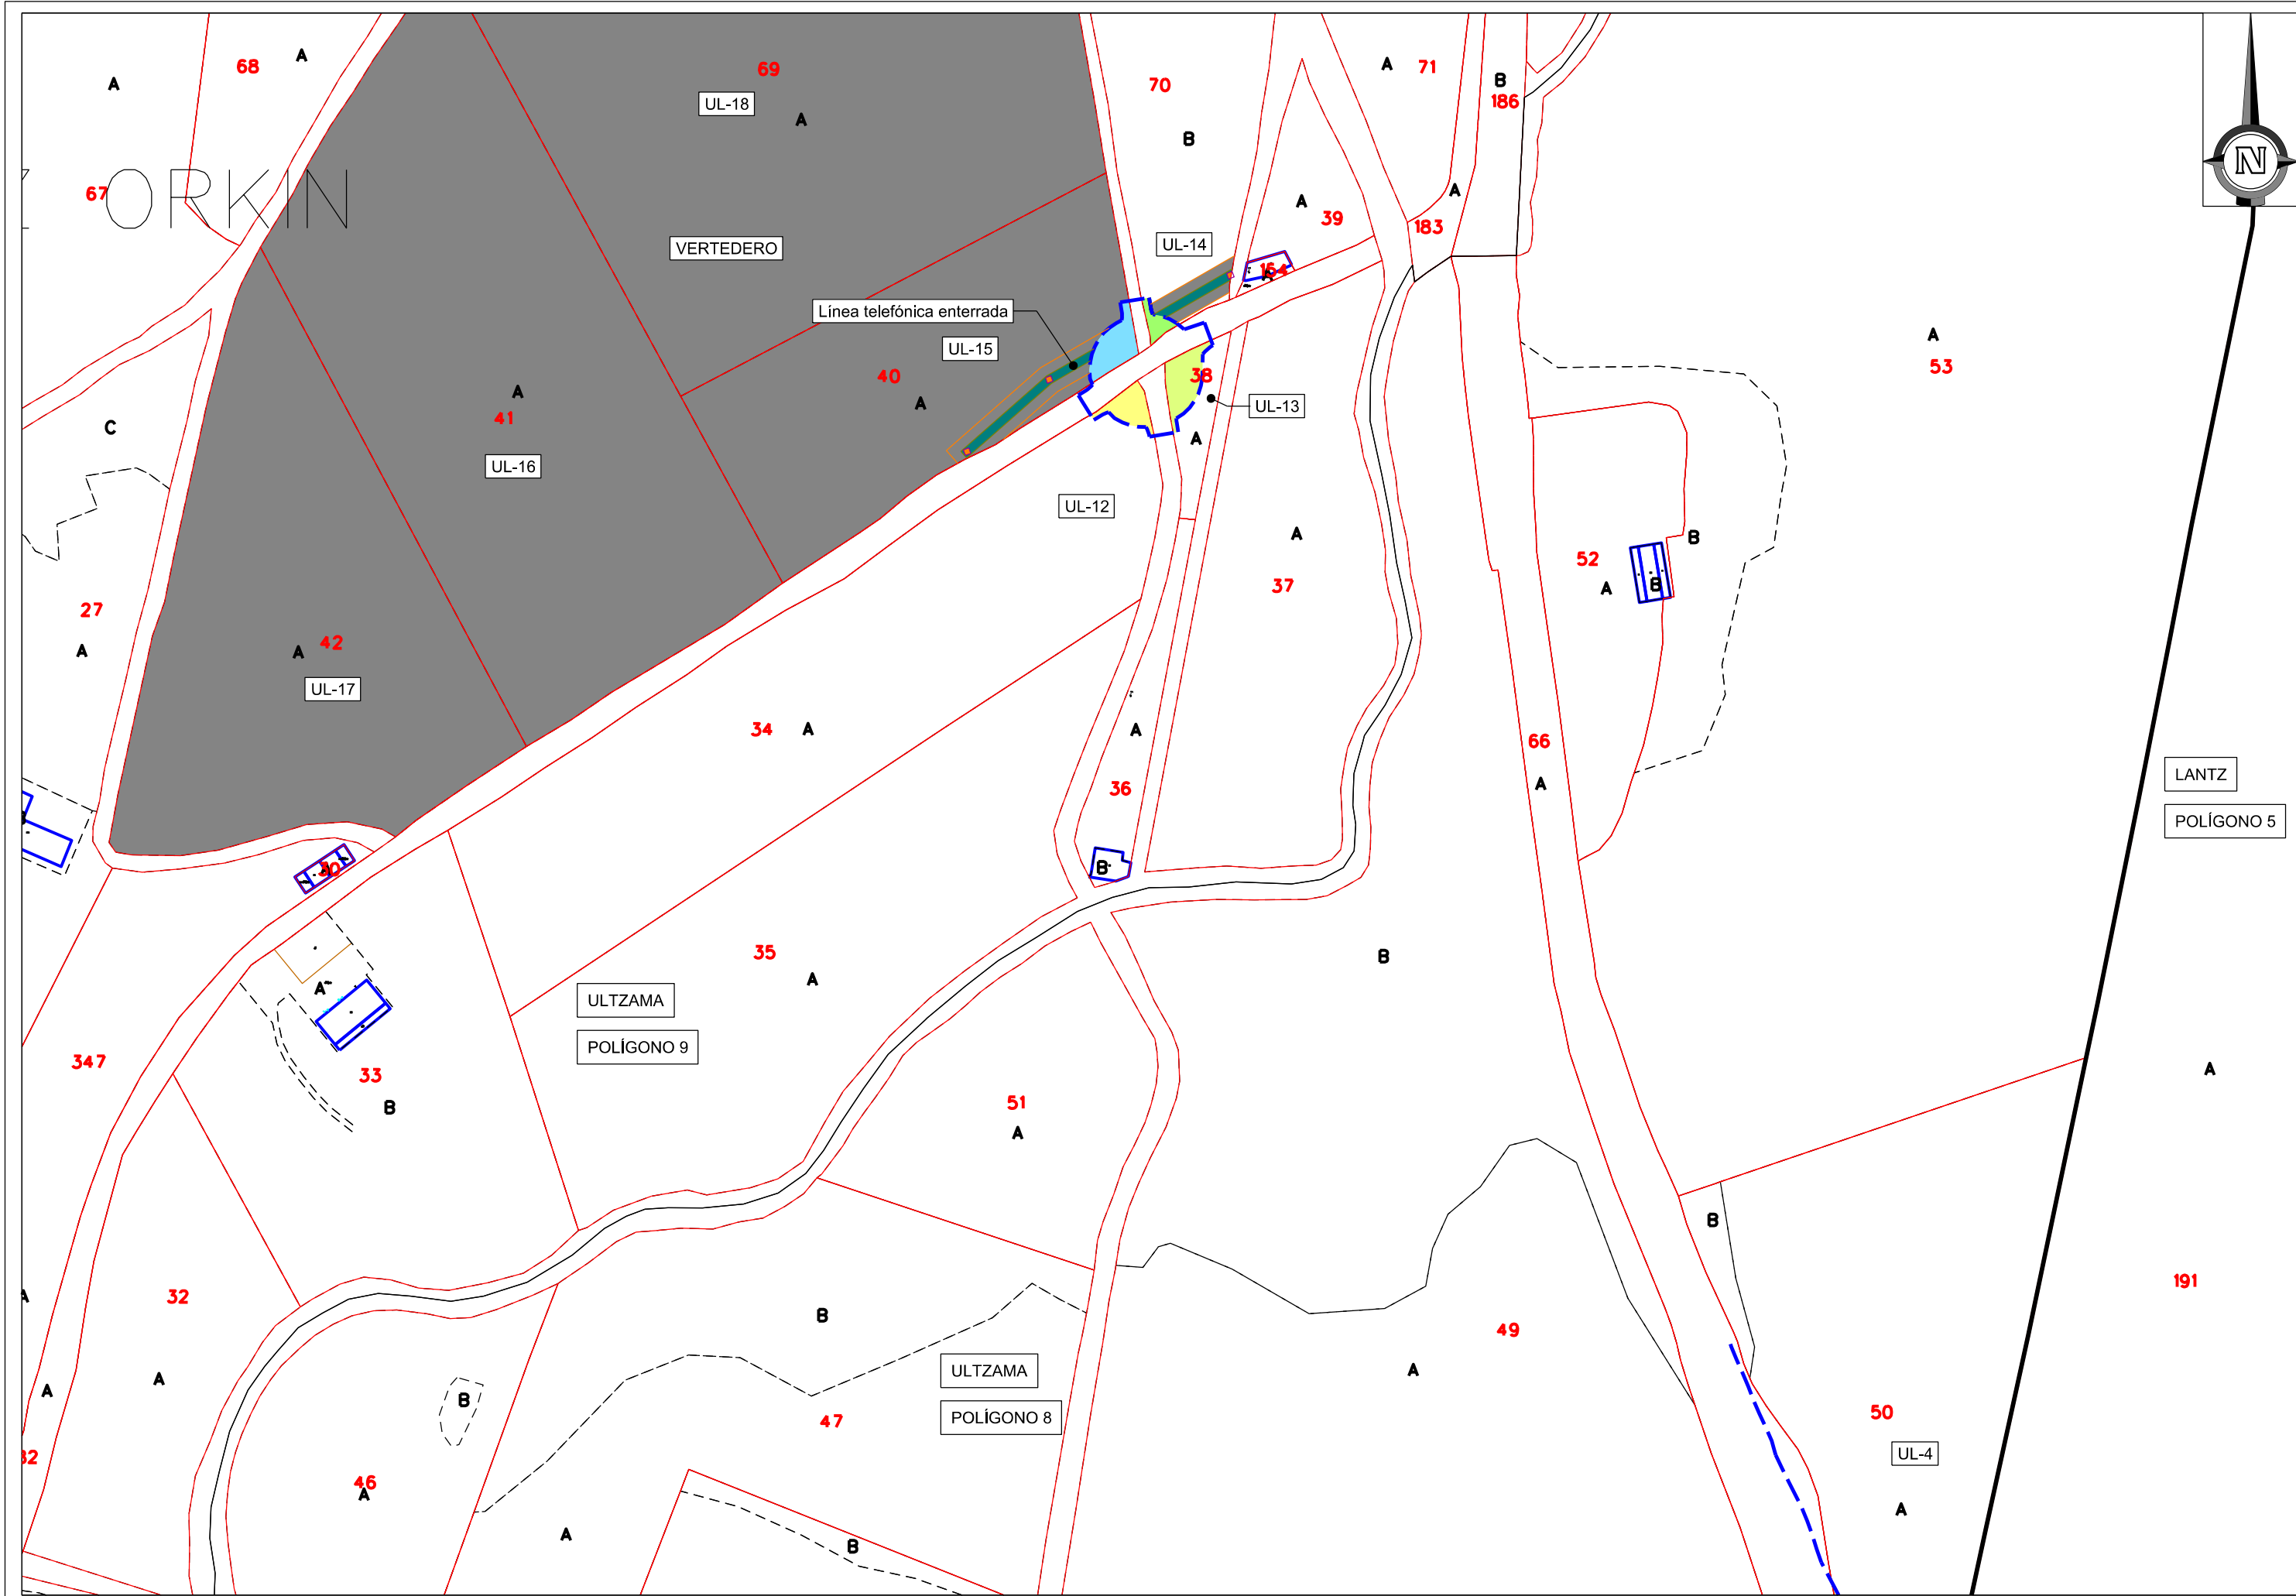 68
A
A
69
UL-18
A
70
B
A
71
B
186
N
67
ORKIN
A
39
A
183
UL-14
VERTEDERO
164
A
Línea telefónica enterrada
UL-15
40
A
38
UL-13
A
A
53
A
41
UL-16
C
UL-12
A
37
52
A
B
B
27
A
A
42
UL-17
34
A
A
36
66
A
LANTZ
POLÍGONO 5
B
A
35
A
B
A
ULTZAMA
POLÍGONO 9
347
33
B
51
A
A
B
191
32
A
A
B
49
A
ULTZAMA
POLÍGONO 8
47
B
A
46
A
A
B
50
UL-4
A